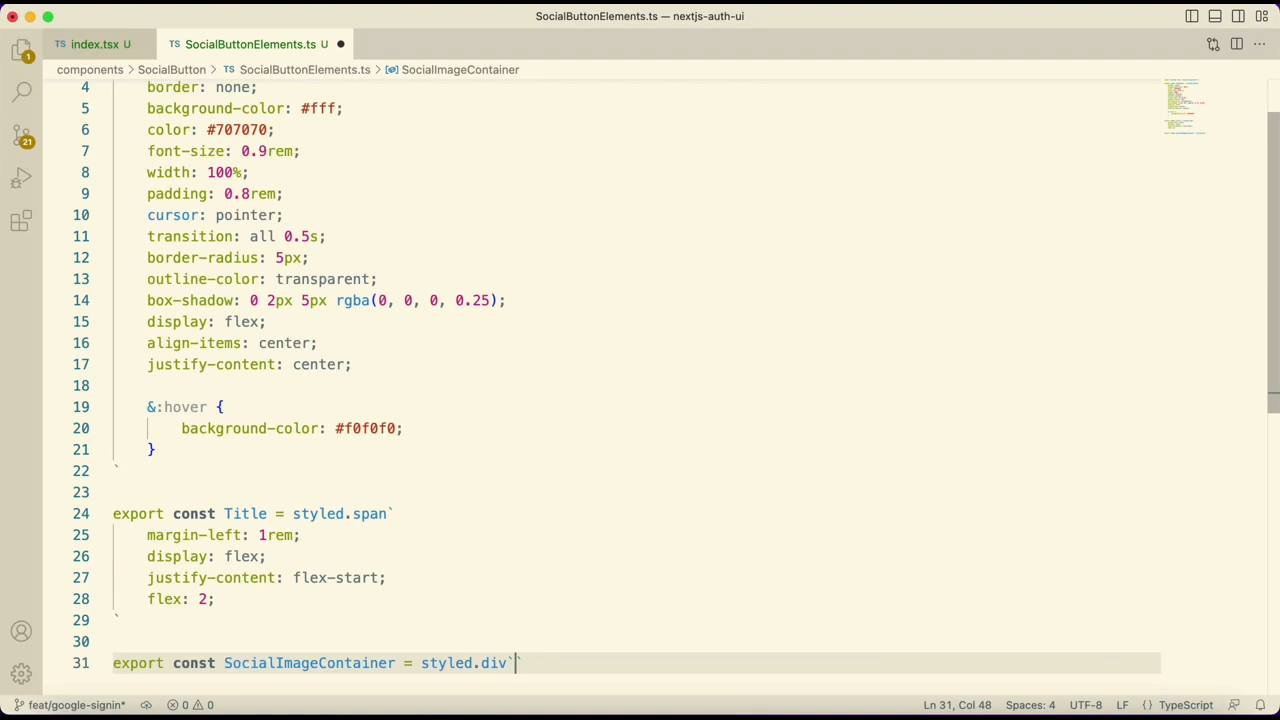 SocialButtonElements.ts — nextjs-auth-ui
TS index.tsx U
TS SocialButtonElements.ts U
components > SocialButton > TS SocialButtonElements.ts > SocialImageContainer
1
21
4 border: none;
5 background-color: #fff;
6 color: #707070;
7 font-size: 0.9rem;
8 width: 100%;
9 padding: 0.8rem;
10 cursor: pointer;
11 transition: all 0.5s;
12 border-radius: 5px;
13 outline-color: transparent;
14 box-shadow: 0 2px 5px rgba(0, 0, 0, 0.25);
15 display: flex;
16 align-items: center;
17 justify-content: center;
18
19 &:hover {
20 background-color: #f0f0f0;
21 }
22 `
23
24 export const Title = styled.span`
25 margin-left: 1rem;
26 display: flex;
27 justify-content: flex-start;
28 flex: 2;
29 `
30
31 export const SocialImageContainer = styled.div``
feat/google-signin* 0 0 Ln 31, Col 48 Spaces: 4 UTF-8 LF {} TypeScript